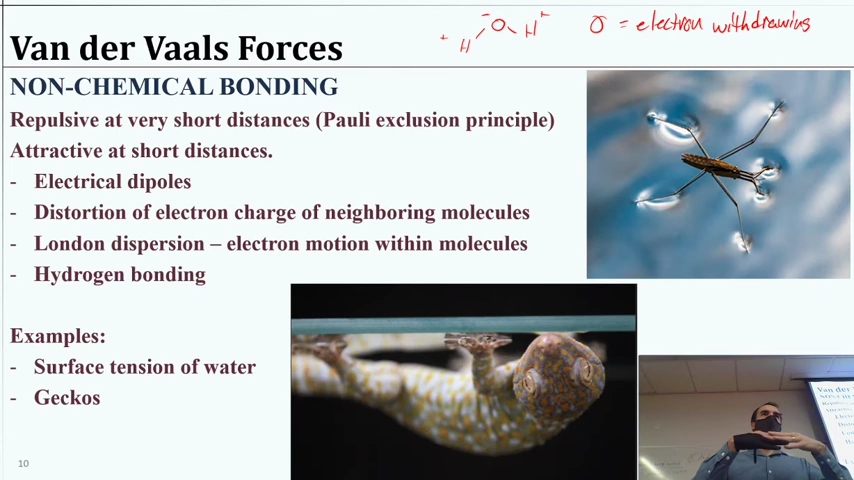 Van der Vaals Forces
- O
+ H H +
σ = electron withdrawing
NON-CHEMICAL BONDING
Repulsive at very short distances (Pauli exclusion principle)
Attractive at short distances.
- Electrical dipoles
- Distortion of electron charge of neighboring molecules
- London dispersion – electron motion within molecules
- Hydrogen bonding
Examples:
- Surface tension of water
- Geckos
10
Van der